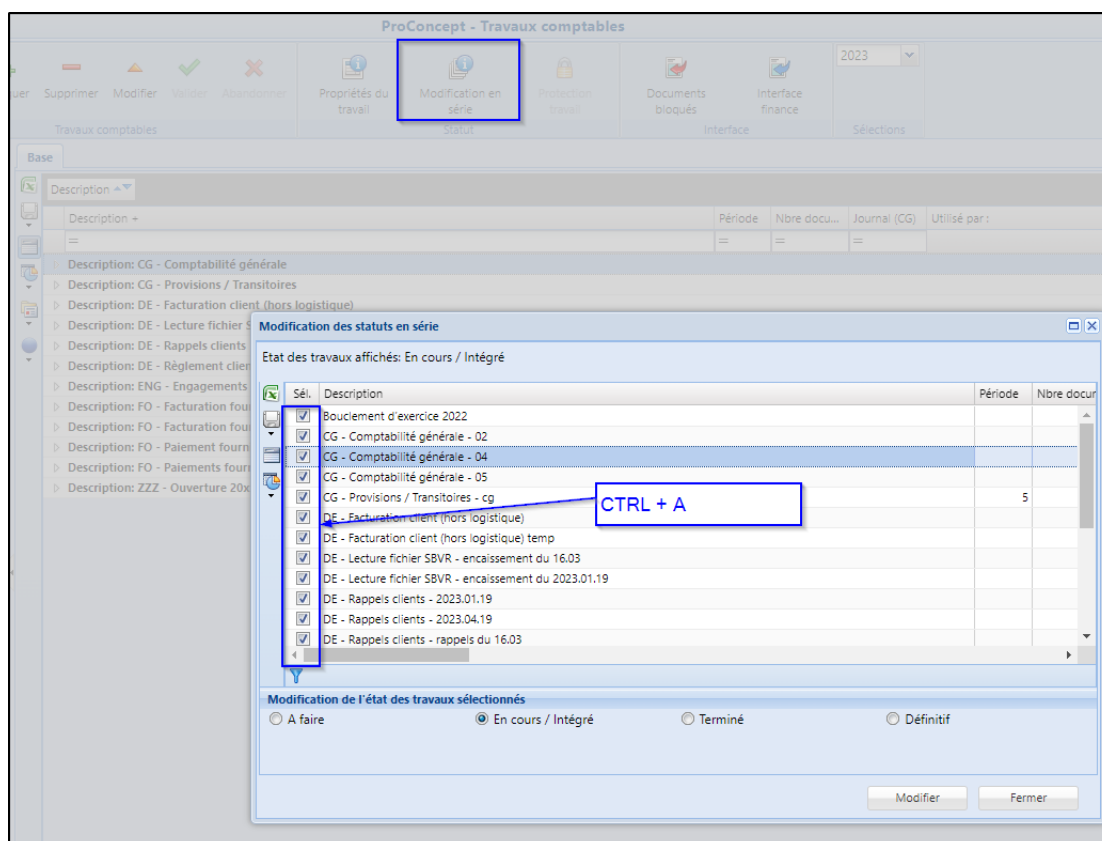 ProConcept - Travaux comptables
uer Supprimer Modifier Valider Abandonner Propriétés du travail Modification en série Protection travail Documents bloqués Interface finance 2023
Travaux comptables Statut Interface Sélections
Base
Description
Description + Période Nbre docu... Journal (CG) Utilisé par :
= = = =
Description: CG - Comptabilité générale
Description: CG - Provisions / Transitoires
Description: DE - Facturation client (hors logistique)
Description: DE - Lecture fichier S
Description: DE - Rappels clients
Description: DE - Règlement clier
Description: ENG - Engagements
Description: FO - Facturation four
Description: FO - Facturation four
Description: FO - Paiement fourn
Description: FO - Paiements fourn
Description: ZZZ - Ouverture 20x
Modification des statuts en série
Etat des travaux affichés: En cours / Intégré
Sél. Description Période Nbre docur
Bouclement d'exercice 2022
CG - Comptabilité générale - 02
CG - Comptabilité générale - 04
CG - Comptabilité générale - 05
CG - Provisions / Transitoires - cg 5
CTRL + A
DE - Facturation client (hors logistique)
DE - Facturation client (hors logistique) temp
DE - Lecture fichier SBVR - encaissement du 16.03
DE - Lecture fichier SBVR - encaissement du 2023.01.19
DE - Rappels clients - 2023.01.19
DE - Rappels clients - 2023.04.19
DE - Rappels clients - rappels du 16.03
Modification de l'état des travaux sélectionnés
A faire En cours / Intégré Terminé Définitif
Modifier Fermer